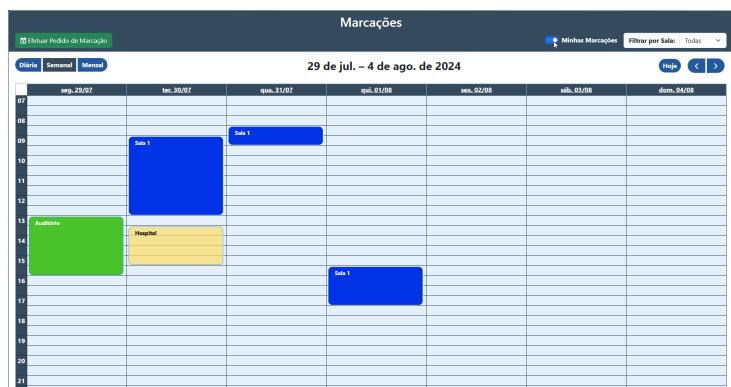 Marcações
Efetuar Pedido de Marcação
Minhas Marcações
Filtrar por Sala: Todas
Diária Semanal Mensal
29 de jul. – 4 de ago. de 2024
Hoje
seg. 29/07 ter. 30/07 qua. 31/07 qui. 01/08 sex. 02/08 sáb. 03/08 dom. 04/08
07
08
Sala 1
09
Sala 1
10
11
12
13
Auditório
Hospital
14
15
Sala 1
16
17
18
19
20
21